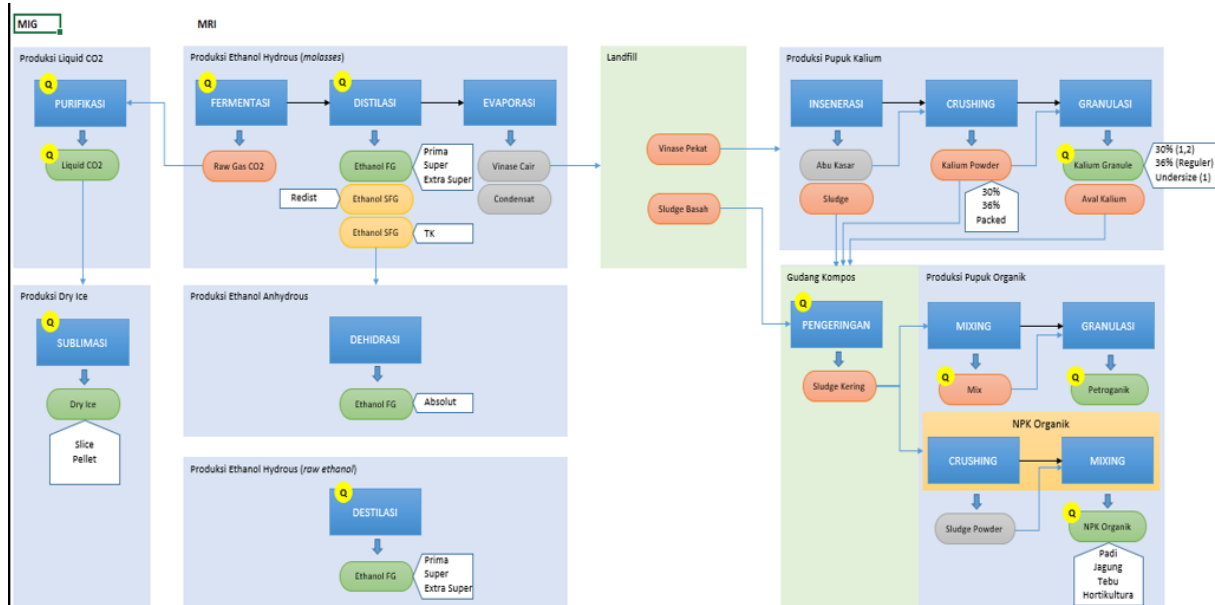 MIG
MRI
Produksi Liquid CO2
Q
PURIFIKASI
Q
Liquid CO2
Produksi Ethanol Hydrous (molasses)
Q
FERMENTASI
Q
DISTILASI
EVAPORASI
Raw Gas CO2
Ethanol FG
Prima
Super
Extra Super
Redist
Ethanol SFG
Ethanol SFG
TK
Vinase Cair
Condensat
Landfill
Vinase Pekat
Sludge Basah
Produksi Pupuk Kalium
INSENERASI
CRUSHING
GRANULASI
Abu Kasar
Sludge
Kalium Powder
30%
36%
Packed
Q
Kalium Granule
30% (1,2)
36% (Reguler)
Undersize (1)
Aval Kalium
Produksi Dry Ice
Q
SUBLIMASI
Dry Ice
Slice
Pellet
Produksi Ethanol Anhydrous
DEHIDRASI
Ethanol FG
Absolut
Produksi Ethanol Hydrous (raw ethanol)
Q
DESTILASI
Ethanol FG
Prima
Super
Extra Super
Gudang Kompos
Q
PENGERINGAN
Sludge Kering
Produksi Pupuk Organik
MIXING
GRANULASI
Q
Mix
Q
Petroganik
NPK Organik
CRUSHING
MIXING
Sludge Powder
Q
NPK Organik
Padi
Jagung
Tebu
Hortikultura